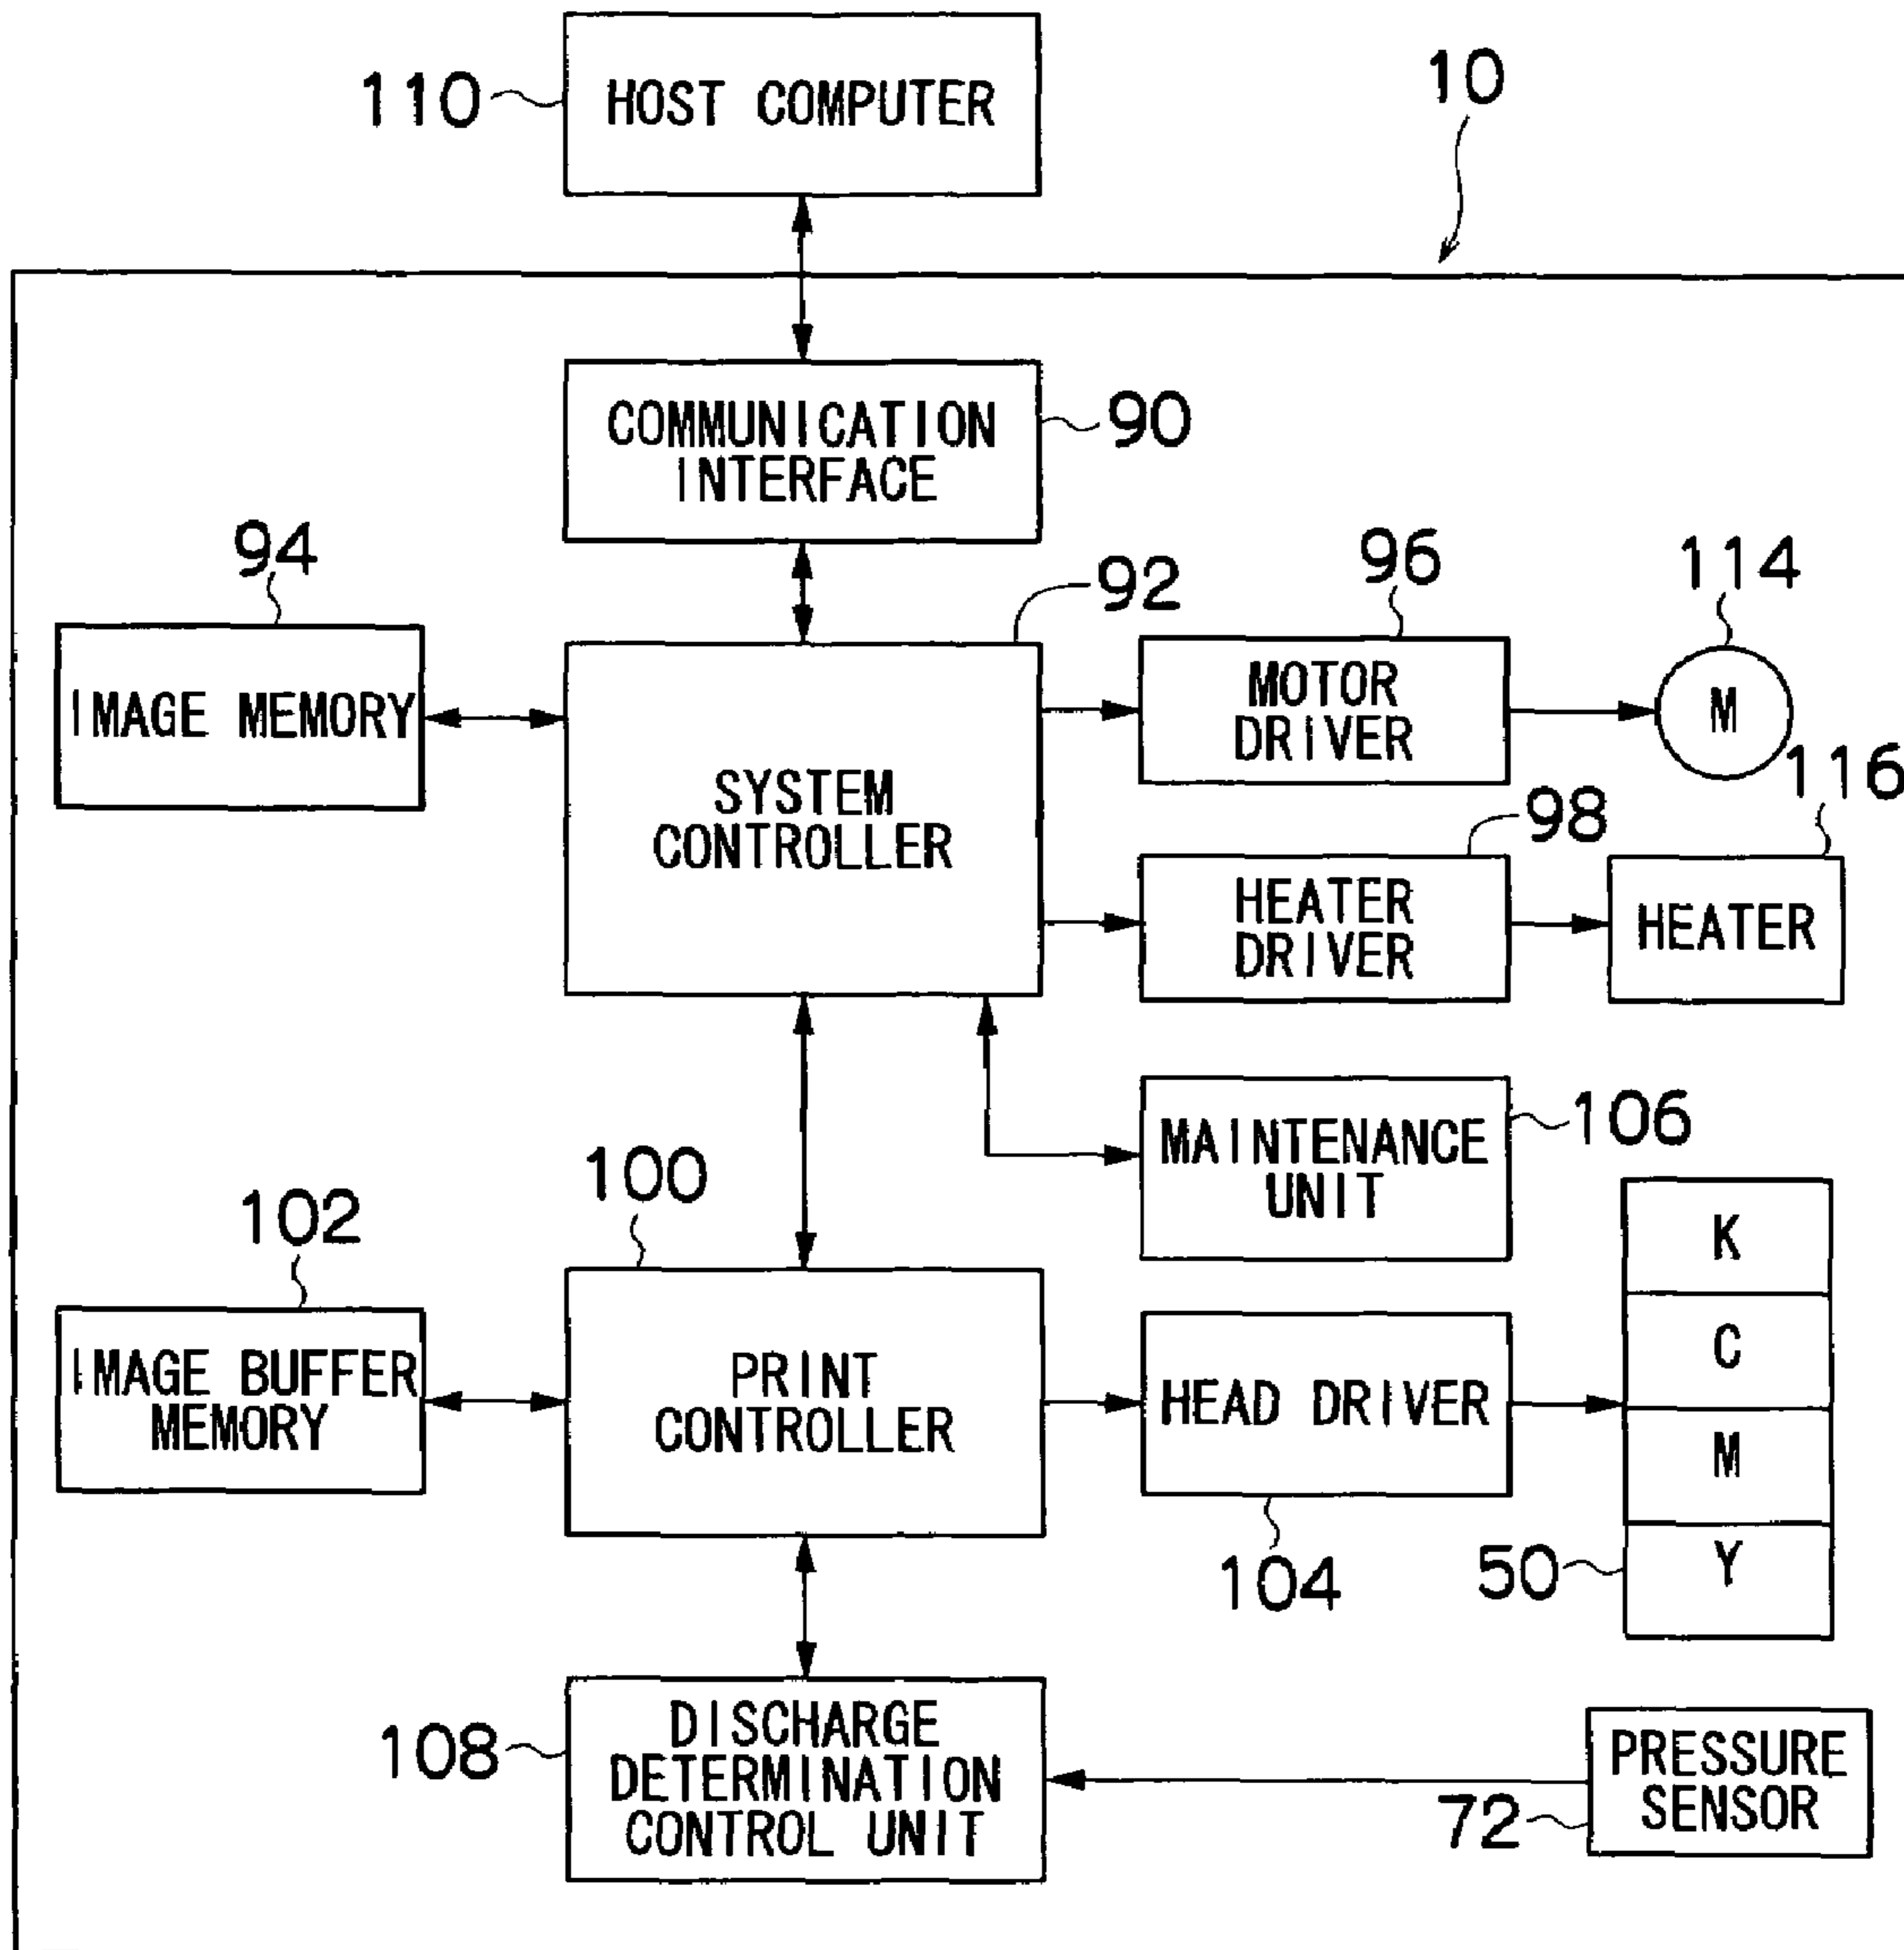 110
HOST COMPUTER
10
COMMUNICATION
INTERFACE
90
94
92
96
114
IMAGE MEMORY
SYSTEM
CONTROLLER
MOTOR
DRIVER
M
116
98
HEATER
DRIVER
HEATER
MAINTENANCE
UNIT
106
100
102
IMAGE BUFFER
MEMORY
PRINT
CONTROLLER
HEAD DRIVER
104
K
C
M
Y
50
108
DISCHARGE
DETERMINATION
CONTROL UNIT
PRESSURE
SENSOR
72